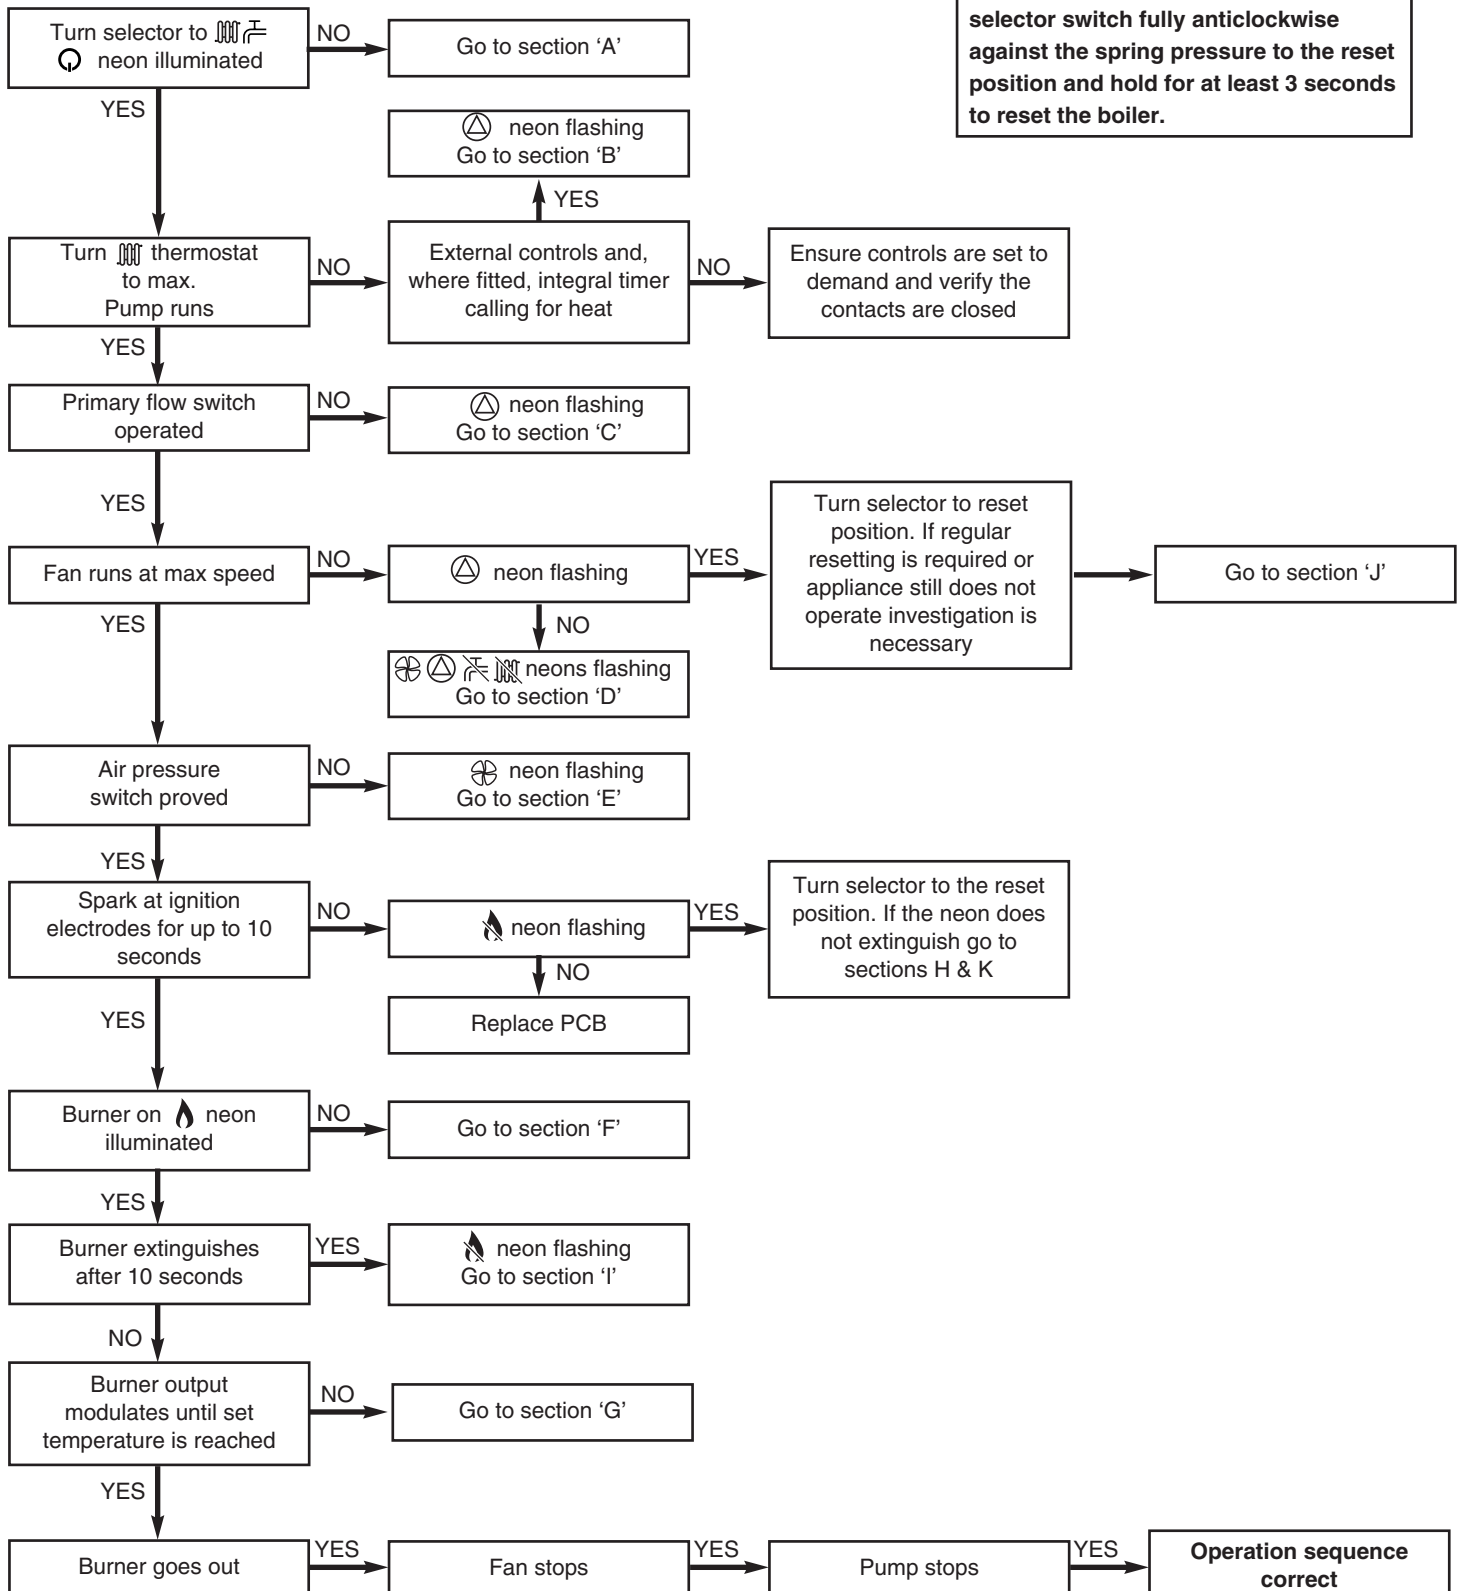 Turn selector to
neon illuminated
NO
Go to section ‘A’
selector switch fully anticlockwise
against the spring pressure to the reset
position and hold for at least 3 seconds
to reset the boiler.
YES
neon flashing
Go to section ‘B’
YES
Turn thermostat
to max.
Pump runs
NO
External controls and,
where fitted, integral timer
calling for heat
NO
Ensure controls are set to
demand and verify the
contacts are closed
YES
Primary flow switch
operated
NO
neon flashing
Go to section ‘C’
YES
Fan runs at max speed
NO
neon flashing
YES
Turn selector to reset
position. If regular
resetting is required or
appliance still does not
operate investigation is
necessary
Go to section ‘J’
YES
NO
neons flashing
Go to section ‘D’
Air pressure
switch proved
NO
neon flashing
Go to section ‘E’
YES
Spark at ignition
electrodes for up to 10
seconds
NO
neon flashing
YES
Turn selector to the reset
position. If the neon does
not extinguish go to
sections H & K
NO
Replace PCB
YES
Burner on neon
illuminated
NO
Go to section ‘F’
YES
Burner extinguishes
after 10 seconds
YES
neon flashing
Go to section ‘I’
NO
Burner output
modulates until set
temperature is reached
NO
Go to section ‘G’
YES
Burner goes out
YES
Fan stops
YES
Pump stops
YES
Operation sequence
correct